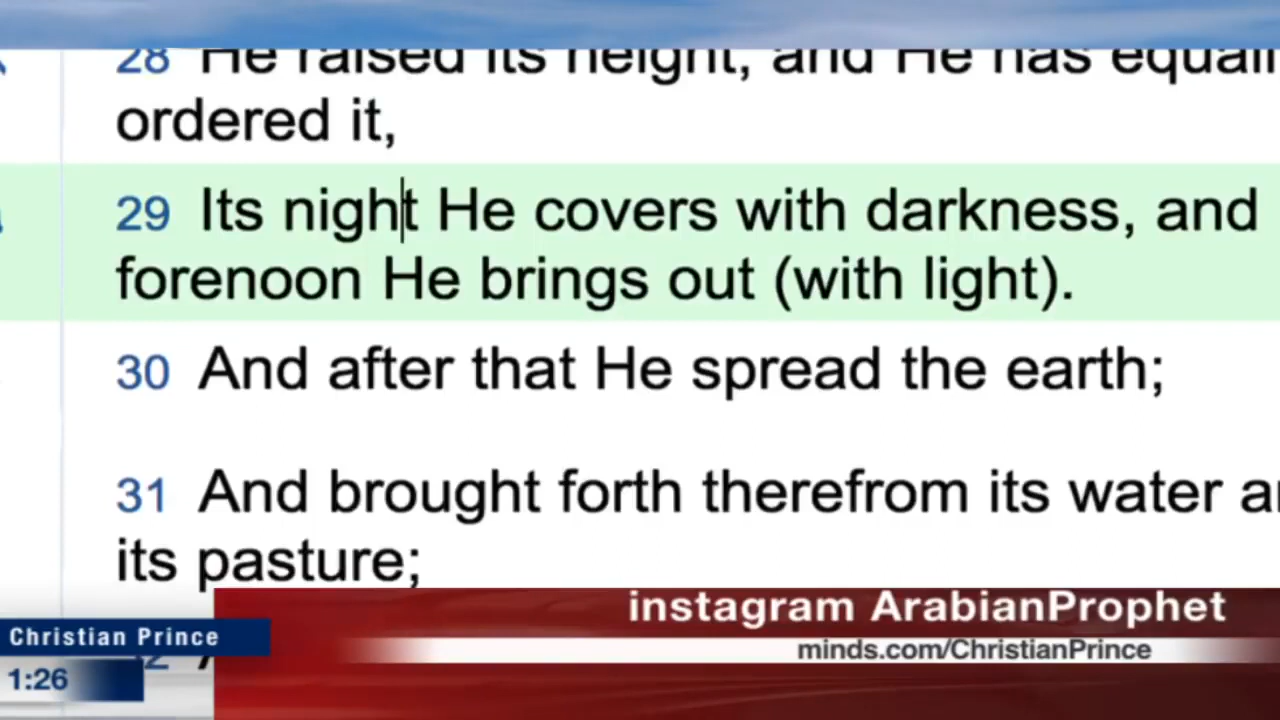 28 He raised its height, and He has equall
ordered it,
29 Its night He covers with darkness, and
forenoon He brings out (with light).
30 And after that He spread the earth;
31 And brought forth therefrom its water
its pasture;
instagram ArabianProphet
Christian Prince
minds.com/ChristianPrince
1:26